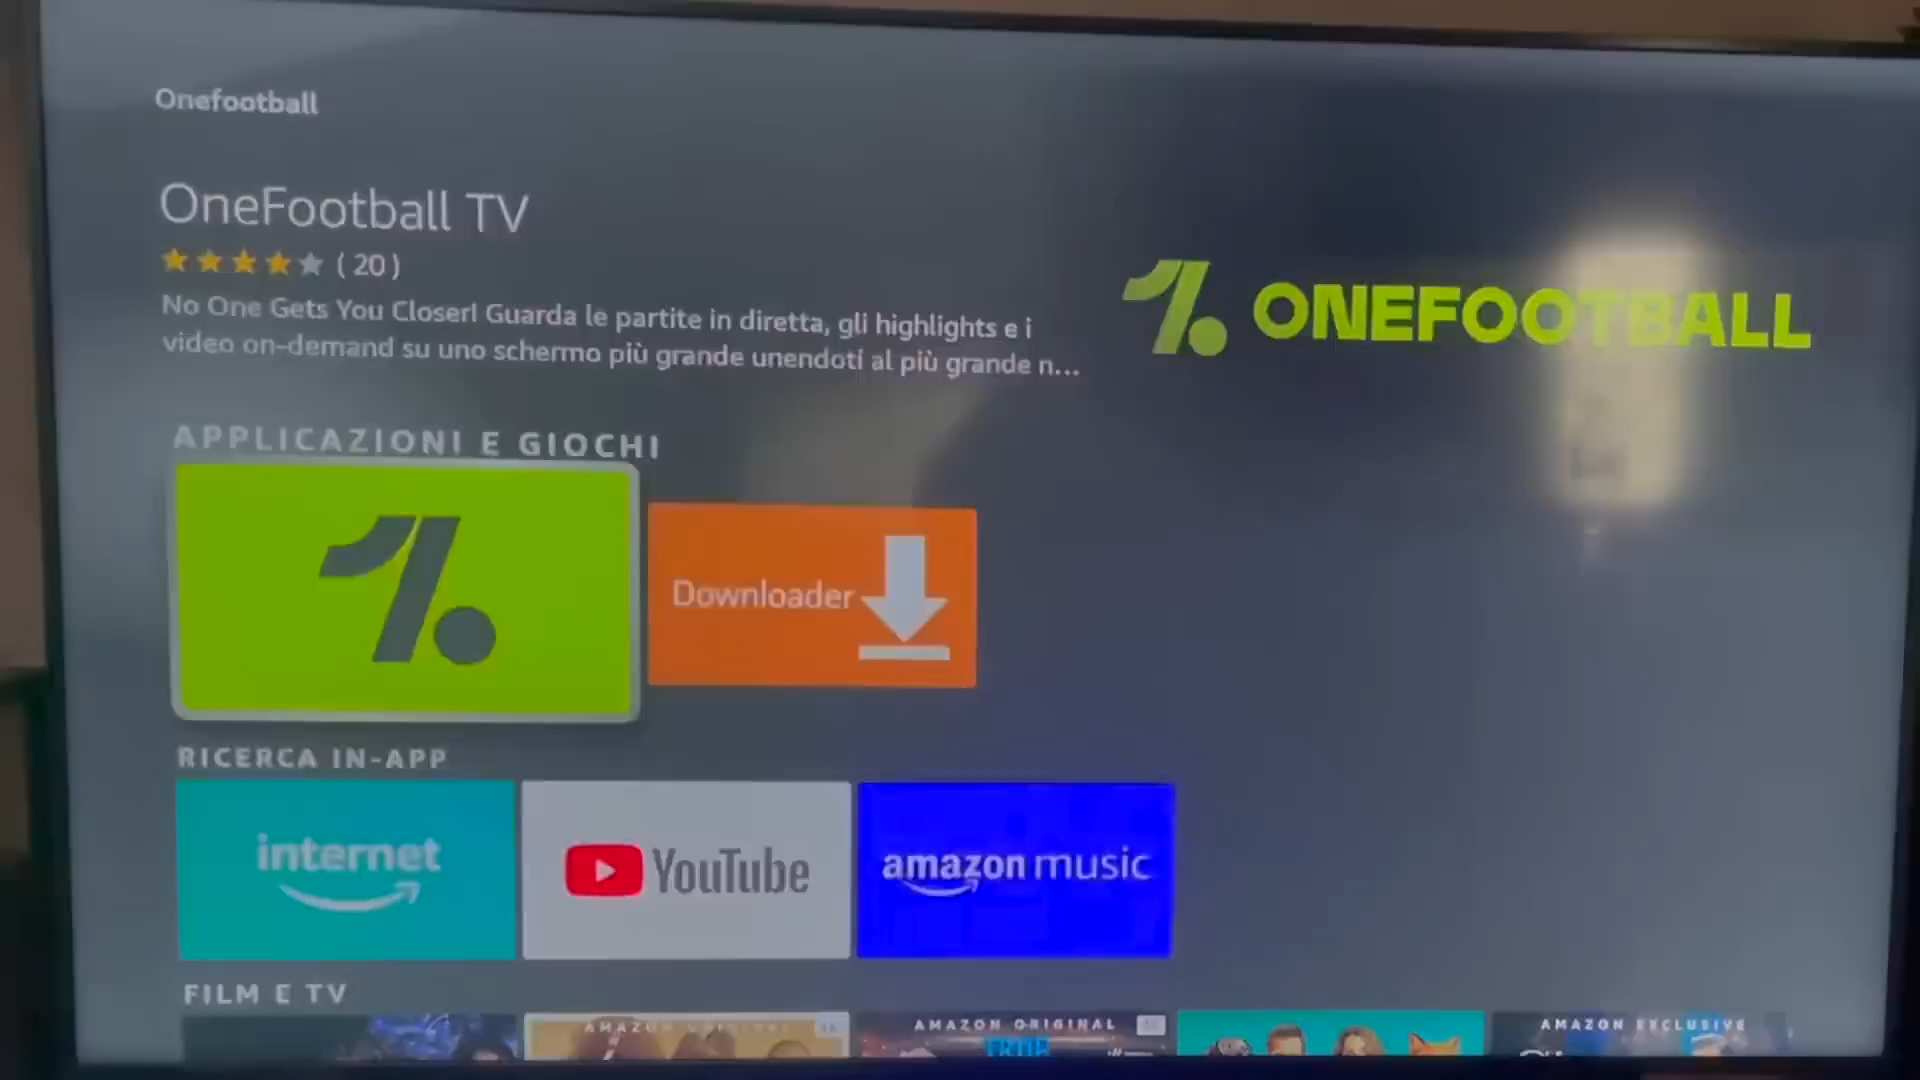 Onefootball
OneFootball TV
( 20 )
No One Gets You Closer! Guarda le partite in diretta, gli highlights e i
video on-demand su uno schermo più grande unendoti al più grande n...
ONEFOOTBALL
APPLICAZIONI E GIOCHI
Downloader
RICERCA IN-APP
internet
YouTube
amazon music
FILM E TV
AMAZON ORIGINAL
AMAZON ORIGINAL
AMAZON EXCLUSIVE